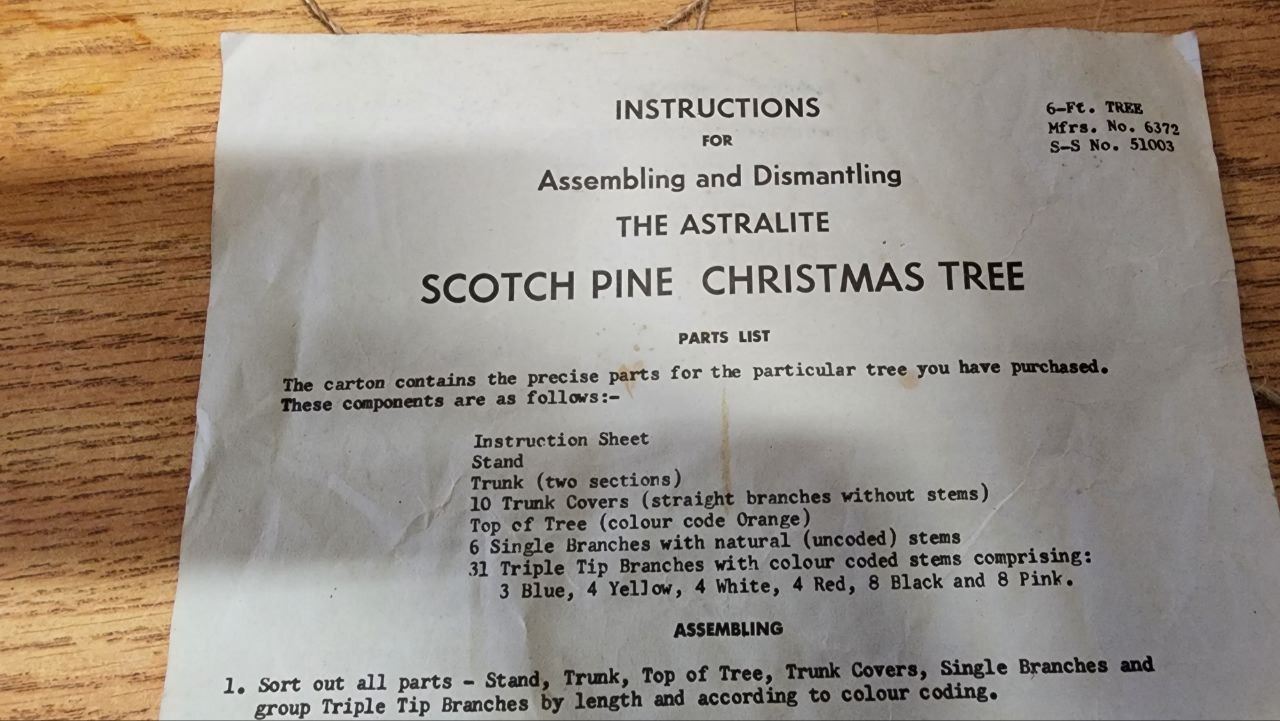 INSTRUCTIONS
FOR
Assembling and Dismantling
THE ASTRALITE
SCOTCH PINE CHRISTMAS TREE
6-Ft. TREE
Mfrs. No. 6372
S-S No. 51003
PARTS LIST
The carton contains the precise parts for the particular tree you have purchased.
These components are as follows:-
Instruction Sheet
Stand
Trunk (two sections)
10 Trunk Covers (straight branches without stems)
Top of Tree (colour code Orange)
6 Single Branches with natural (uncoded) stems
31 Triple Tip Branches with colour coded stems comprising:
3 Blue, 4 Yellow, 4 White, 4 Red, 8 Black and 8 Pink.
ASSEMBLING
1. Sort out all parts - Stand, Trunk, Top of Tree, Trunk Covers, Single Branches and
group Triple Tip Branches by length and according to colour coding.